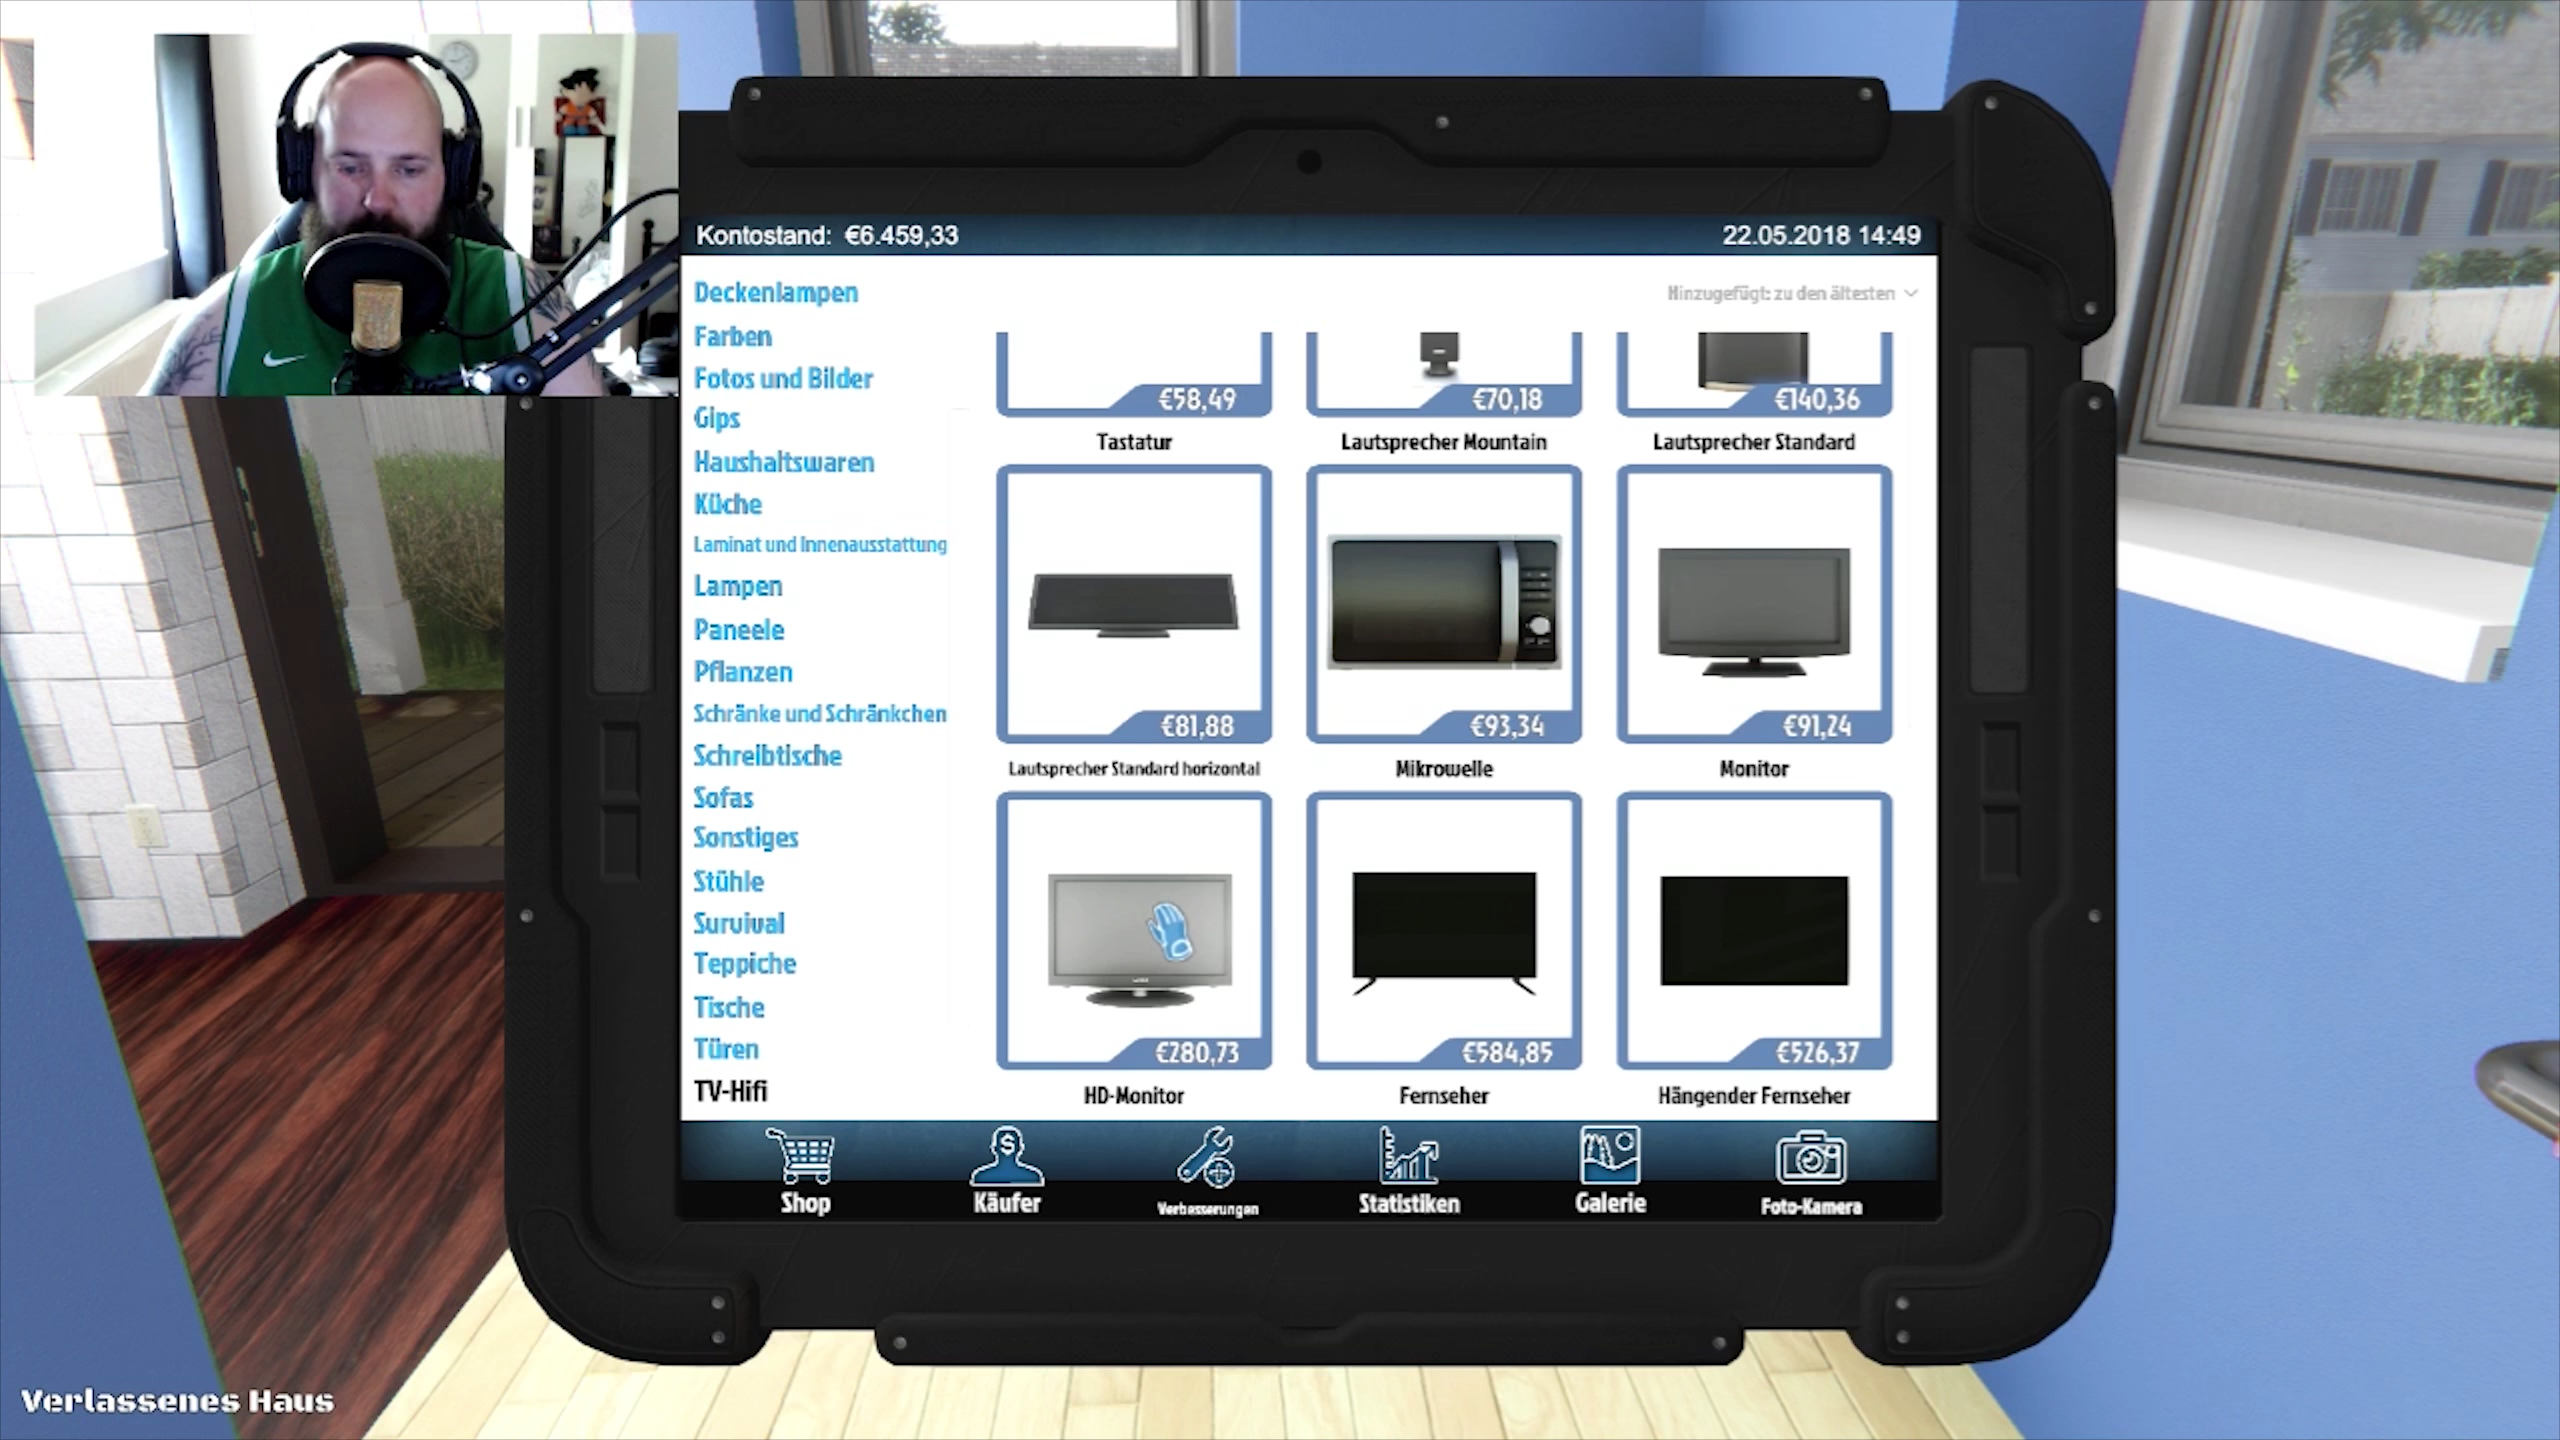 Kontostand: €6.459,33
22.05.2018 14:49
Hinzugefügt: zu den ältesten
Deckenlampen
Farben
Fotos und Bilder
Gips
Haushaltswaren
Küche
Laminat und Innenausstattung
Lampen
Paneele
Pflanzen
Schränke und Schränkchen
Schreibtische
Sofas
Sonstiges
Stühle
Survival
Teppiche
Tische
Türen
TV-Hifi
€58,49
€70,18
€140,36
Tastatur
Lautsprecher Mountain
Lautsprecher Standard
€81,88
€93,34
€91,24
Lautsprecher Standard horizontal
Mikrowelle
Monitor
€280,73
€584,85
€526,37
HD-Monitor
Fernseher
Hängender Fernseher
Shop
Käufer
Verbesserungen
Statistiken
Galerie
Foto-Kamera
Verlassenes Haus